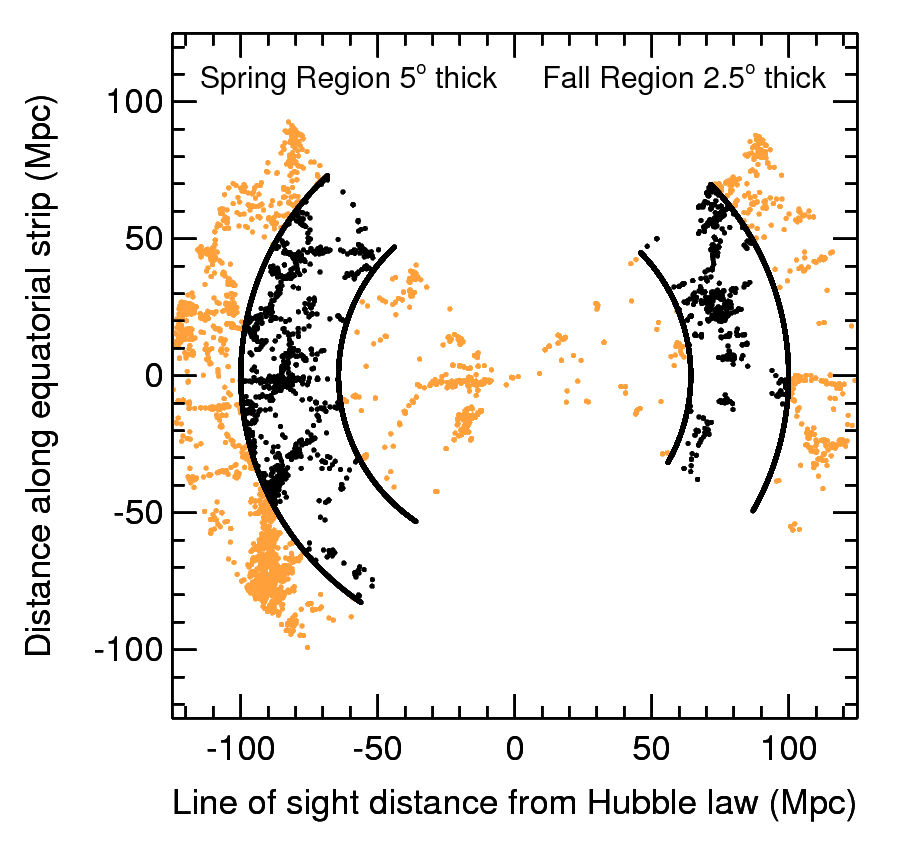 Spring Region 5° thick
Fall Region 2.5° thick
Distance along equatorial strip (Mpc)
100
50
0
-50
-100
-100
-50
0
50
100
Line of sight distance from Hubble law (Mpc)